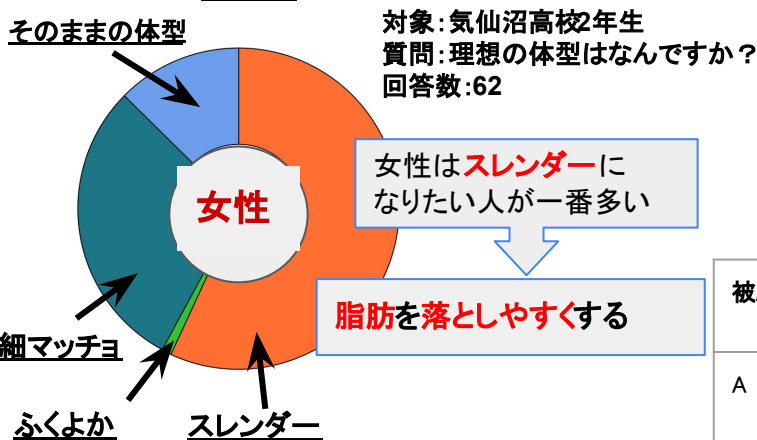 そのままの体型
対象：気仙沼高校2年生
質問：理想の体型はなんですか？
回答数：62
女性は スレンダーに
なりたい人が一番多い
女性
脂肪を落としやすくする
細マッチョ
ふくよか
スレンダー
A